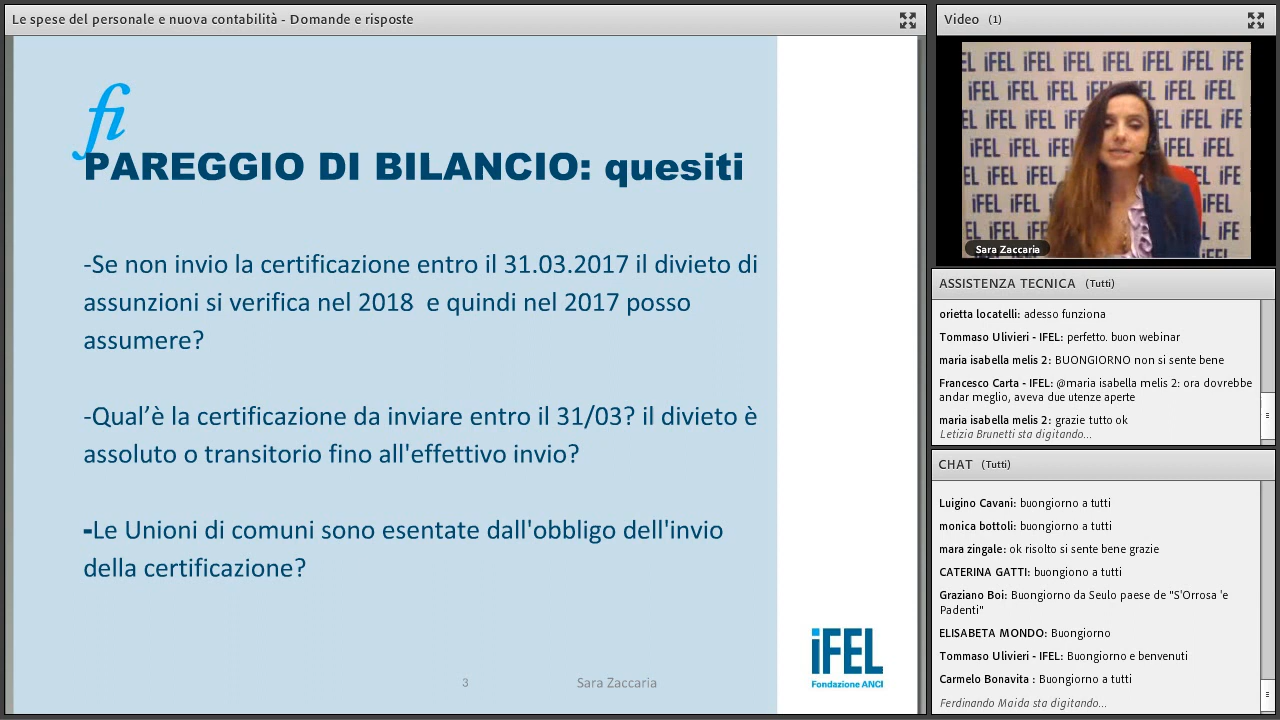 Le spese del personale e nuova contabilità - Domande e risposte
fi
PAREGGIO DI BILANCIO: quesiti
-Se non invio la certificazione entro il 31.03.2017 il divieto di
assunzioni si verifica nel 2018  e quindi nel 2017 posso
assumere?
-Qual’è la certificazione da inviare entro il 31/03? il divieto è
assoluto o transitorio fino all'effettivo invio?
-Le Unioni di comuni sono esentate dall'obbligo dell'invio
della certificazione?
iFEL
Fondazione ANCI
3
Sara Zaccaria
Video (1)
iFEL iFEL iFEL iFEL iFE
Sara Zaccaria
ASSISTENZA TECNICA (Tutti)
orietta locatelli: adesso funziona
Tommaso Ulivieri - IFEL: perfetto. buon webinar
maria isabella melis 2: BUONGIORNO non si sente bene
Francesco Carta - IFEL: @maria isabella melis 2: ora dovrebbe
andar meglio, aveva due utenze aperte
maria isabella melis 2: grazie tutto ok
Letizia Brunetti sta digitando...
CHAT (Tutti)
Luigino Cavani: buongiorno a tutti
monica bottoli: buongiorno a tutti
mara zingale: ok risolto si sente bene grazie
CATERINA GATTI: buongiono a tutti
Graziano Boi: Buongiorno da Seulo paese de "S'Orrosa 'e
Padenti"
ELISABETA MONDO: Buongiorno
Tommaso Ulivieri - IFEL: Buongiorno e benvenuti
Carmelo Bonavita : Buongiorno a tutti
Ferdinando Maida sta digitando...